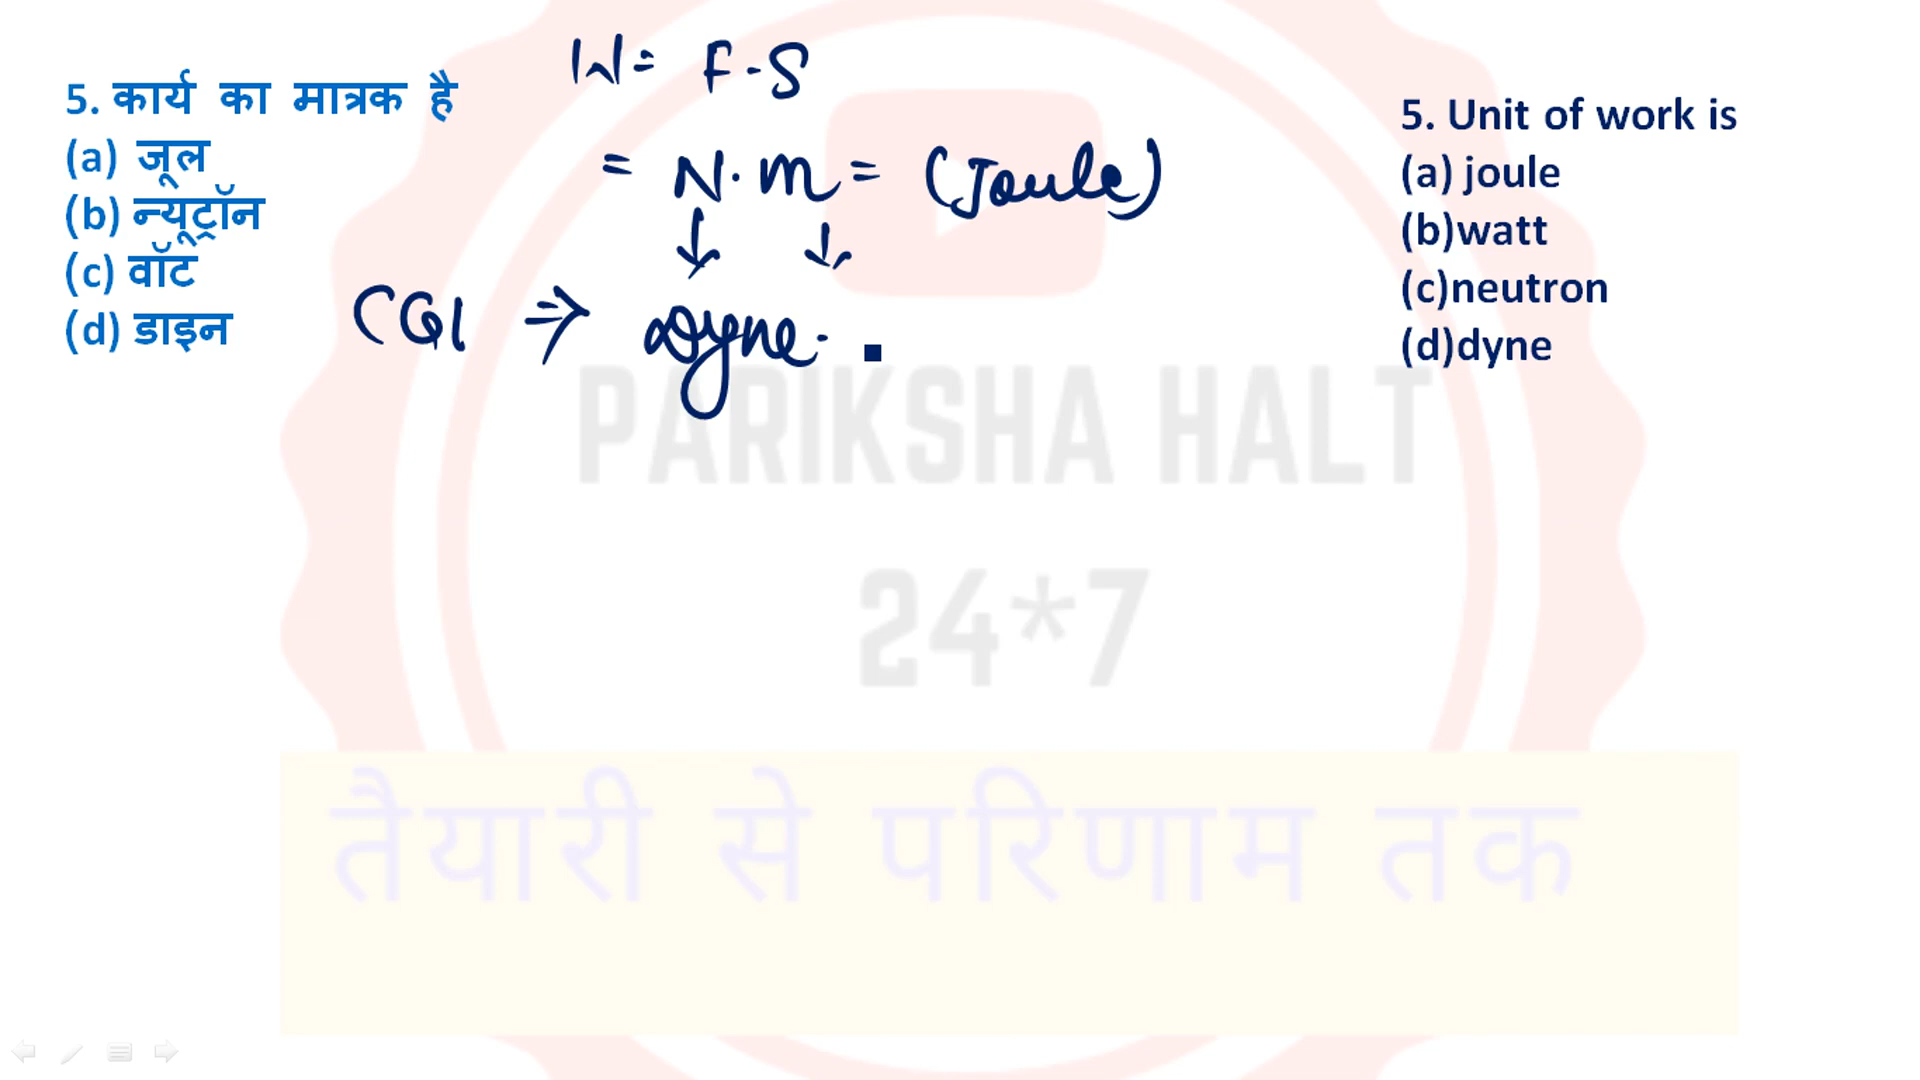 5. कार्य का मात्रक है
(a) जूल
(b) न्यूट्रॉन
(c) वॉट
(d) डाइन
W = F·S
= N·m = (Joule)
CGS ⇒ Dyne·
5. Unit of work is
(a) joule
(b)watt
(c)neutron
(d)dyne
PARIKSHA HALT
24*7
तैयारी से परिणाम तक